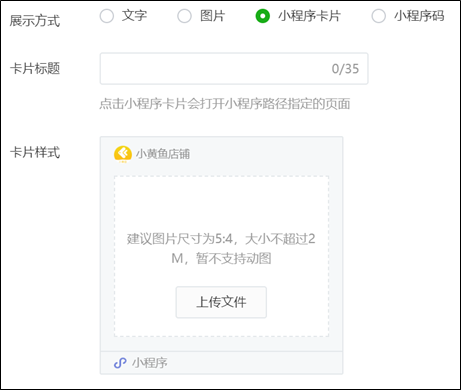 展示方式 文字 图片 小程序卡片 小程序码
卡片标题 0/35
点击小程序卡片会打开小程序路径指定的页面
卡片样式 小黄鱼店铺
建议图片尺寸为5:4，大小不超过2
M，暂不支持动图
上传文件
小程序